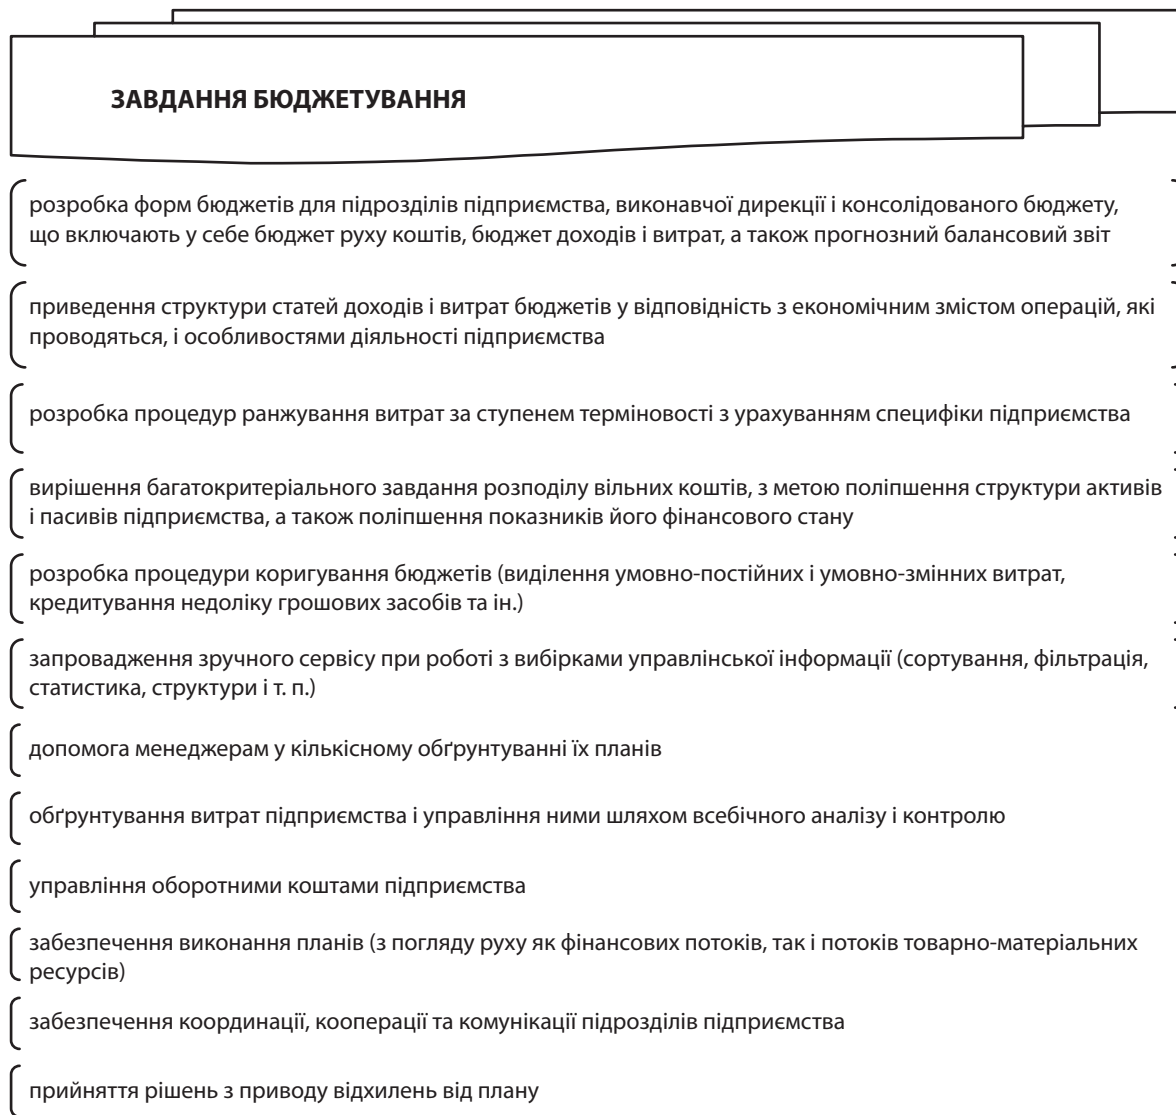 ЗАВДАННЯ БЮДЖЕТУВАННЯ
розробка форм бюджетів для підрозділів підприємства, виконавчої дирекції і консолідованого бюджету,
що включають у себе бюджет руху коштів, бюджет доходів і витрат, а також прогнозний балансовий звіт
приведення структури статей доходів і витрат бюджетів у відповідність з економічним змістом операцій, які
проводяться, і особливостями діяльності підприємства
розробка процедур ранжування витрат за ступенем терміновості з урахуванням специфіки підприємства
вирішення багатокритеріального завдання розподілу вільних коштів, з метою поліпшення структури активів
і пасивів підприємства, а також поліпшення показників його фінансового стану
розробка процедури коригування бюджетів (виділення умовно-постійних і умовно-змінних витрат,
кредитування недоліку грошових засобів та ін.)
запровадження зручного сервісу при роботі з вибірками управлінської інформації (сортування, фільтрація,
статистика, структури і т. п.)
допомога менеджерам у кількісному обґрунтуванні їх планів
обґрунтування витрат підприємства і управління ними шляхом всебічного аналізу і контролю
управління оборотними коштами підприємства
забезпечення виконання планів (з погляду руху як фінансових потоків, так і потоків товарно-матеріальних
ресурсів)
забезпечення координації, кооперації та комунікації підрозділів підприємства
прийняття рішень з приводу відхилень від плану